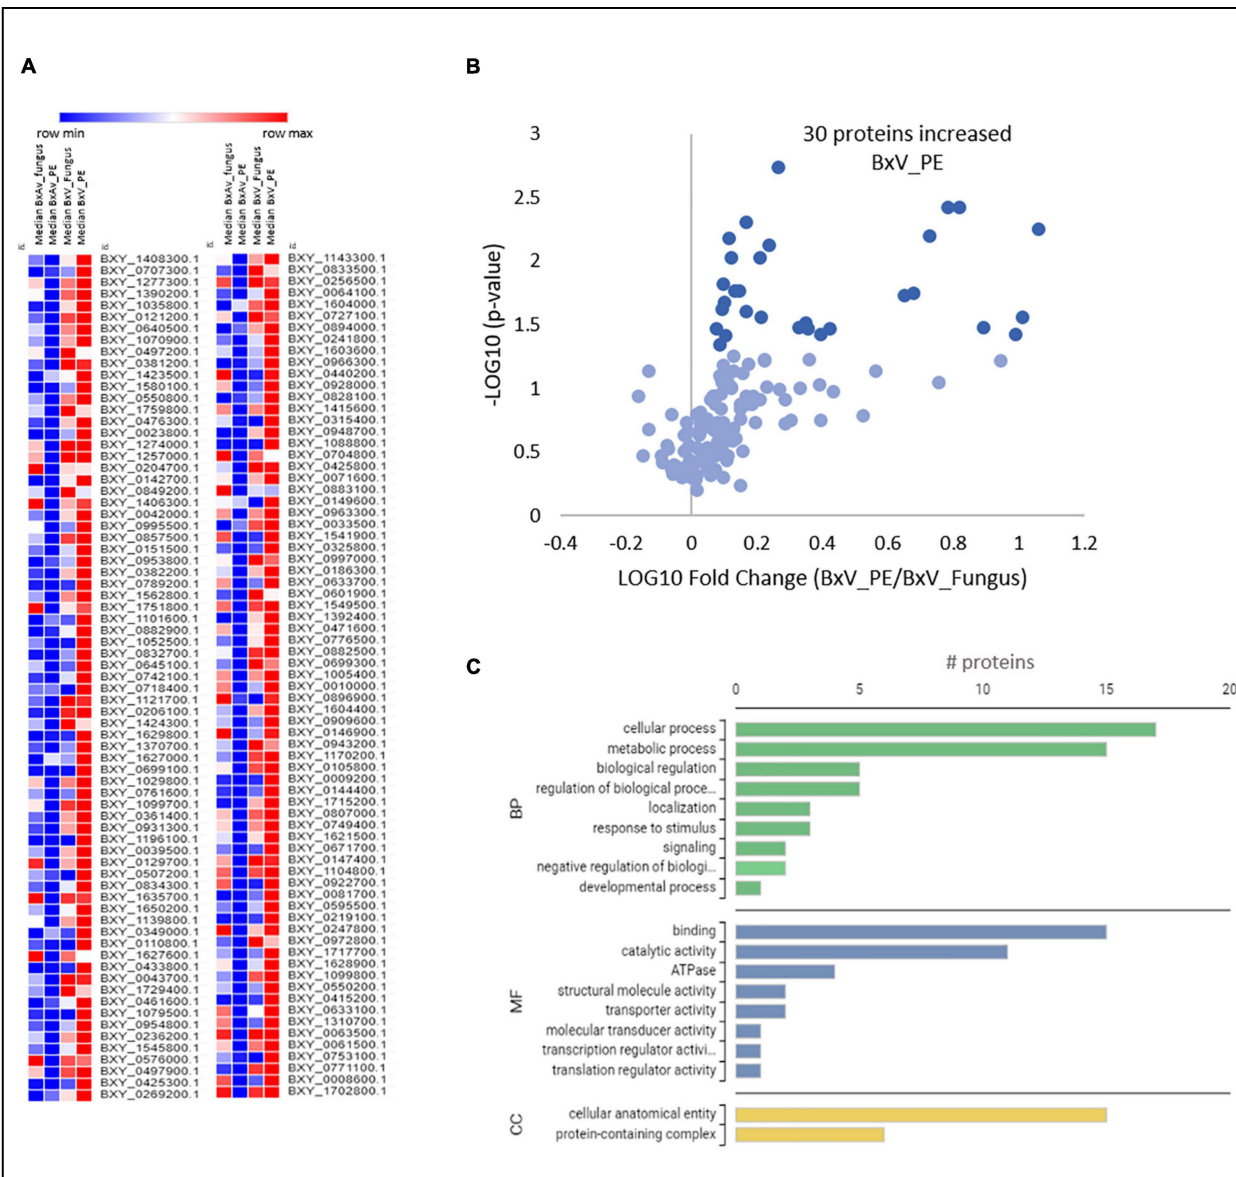 A
row min
row max
Median BxAv_fungus
Median BxAv_PE
Median BxV_Fungus
Median BxV_PE
id
BXY_1408300.1
BXY_0707300.1
BXY_1277300.1
BXY_1390200.1
BXY_1035800.1
BXY_0121200.1
BXY_0640500.1
BXY_1070900.1
BXY_0497200.1
BXY_0381200.1
BXY_1423500.1
BXY_1580100.1
BXY_0550800.1
BXY_1759800.1
BXY_0476300.1
BXY_0023800.1
BXY_1274000.1
BXY_1257000.1
BXY_0204700.1
BXY_0142700.1
BXY_0849200.1
BXY_1406300.1
BXY_0042000.1
BXY_0995500.1
BXY_0857500.1
BXY_0151500.1
BXY_0953800.1
BXY_0382200.1
BXY_0789200.1
BXY_1562800.1
BXY_1751800.1
BXY_1101600.1
BXY_0882900.1
BXY_1052500.1
BXY_0832700.1
BXY_0645100.1
BXY_0742100.1
BXY_0718400.1
BXY_1121700.1
BXY_0206100.1
BXY_1424300.1
BXY_1629800.1
BXY_1370700.1
BXY_1627000.1
BXY_0699100.1
BXY_1029800.1
BXY_0761600.1
BXY_1099700.1
BXY_0361400.1
BXY_0931300.1
BXY_1196100.1
BXY_0039500.1
BXY_0129700.1
BXY_0507200.1
BXY_0834300.1
BXY_1635700.1
BXY_1650200.1
BXY_1139800.1
BXY_0349000.1
BXY_0110800.1
BXY_1627600.1
BXY_0433800.1
BXY_0043700.1
BXY_1729400.1
BXY_0461600.1
BXY_1079500.1
BXY_0954800.1
BXY_0236200.1
BXY_1545800.1
BXY_0576000.1
BXY_0497900.1
BXY_0425300.1
BXY_0269200.1
Median BxAv_fungus
Median BxAv_PE
Median BxV_Fungus
Median BxV_PE
id
BXY_1143300.1
BXY_0833500.1
BXY_0256500.1
BXY_0064100.1
BXY_1604000.1
BXY_0727100.1
BXY_0894000.1
BXY_0241800.1
BXY_1603600.1
BXY_0966300.1
BXY_0440200.1
BXY_0928000.1
BXY_0828100.1
BXY_1415600.1
BXY_0315400.1
BXY_0948700.1
BXY_1088800.1
BXY_0704800.1
BXY_0425800.1
BXY_0071600.1
BXY_0883100.1
BXY_0149600.1
BXY_0963300.1
BXY_0033500.1
BXY_1541900.1
BXY_0325800.1
BXY_0997000.1
BXY_0186300.1
BXY_0633700.1
BXY_0601900.1
BXY_1549500.1
BXY_1392400.1
BXY_0471600.1
BXY_0776500.1
BXY_0882500.1
BXY_0699300.1
BXY_1005400.1
BXY_0010000.1
BXY_0896900.1
BXY_1604400.1
BXY_0909600.1
BXY_0146900.1
BXY_0943200.1
BXY_1170200.1
BXY_0105800.1
BXY_0009200.1
BXY_0144400.1
BXY_1715200.1
BXY_0807000.1
BXY_0749400.1
BXY_1621500.1
BXY_0671700.1
BXY_0147400.1
BXY_1104800.1
BXY_0922700.1
BXY_0081700.1
BXY_0595500.1
BXY_0219100.1
BXY_0247800.1
BXY_0972800.1
BXY_1717700.1
BXY_1628900.1
BXY_1099800.1
BXY_0550200.1
BXY_0415200.1
BXY_0633100.1
BXY_1310700.1
BXY_0063500.1
BXY_0061500.1
BXY_0753100.1
BXY_0771100.1
BXY_0008600.1
BXY_1702800.1
B
30 proteins increased
BxV_PE
-LOG10 (p-value)
3
2.5
2
1.5
1
0.5
0
-0.4 -0.2 0 0.2 0.4 0.6 0.8 1 1.2
LOG10 Fold Change (BxV_PE/BxV_Fungus)
C
# proteins
0 5 10 15 20
BP
cellular process
metabolic process
biological regulation
regulation of biological proce...
localization
response to stimulus
signaling
negative regulation of biologi...
developmental process
MF
binding
catalytic activity
ATPase
structural molecule activity
transporter activity
molecular transducer activity
transcription regulator activi...
translation regulator activity
CC
cellular anatomical entity
protein-containing complex